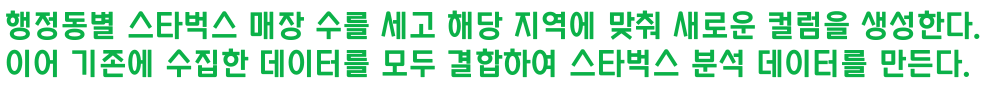 행정동별 스타벅스 매장 수를 세고 해당 지역에 맞춰 새로운 컬럼을 생성한다.
이어 기존에 수집한 데이터를 모두 결합하여 스타벅스 분석 데이터를 만든다.